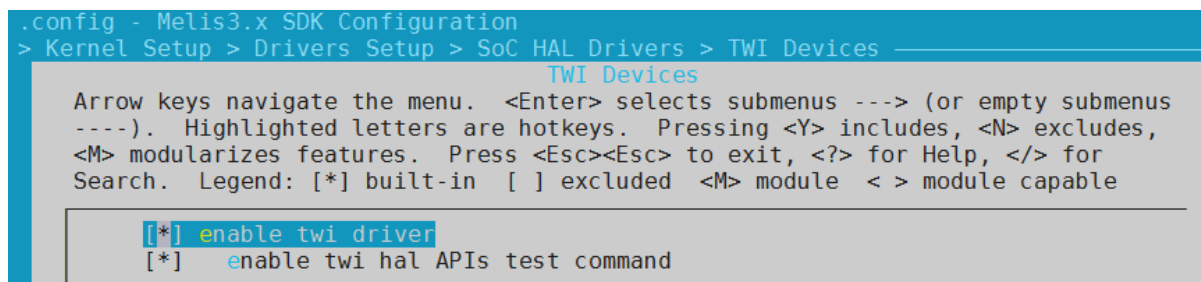 .config - Melis3.x SDK Configuration
> Kernel Setup > Drivers Setup > SoC HAL Drivers > TWI Devices
TWI Devices
Arrow keys navigate the menu.  <Enter> selects submenus ---> (or empty submenus
----).  Highlighted letters are hotkeys.  Pressing <Y> includes, <N> excludes,
<M> modularizes features.  Press <Esc><Esc> to exit, <?> for Help, </> for
Search.  Legend: [*] built-in  [ ] excluded  <M> module  < > module capable
[*] enable twi driver
[*]   enable twi hal APIs test command